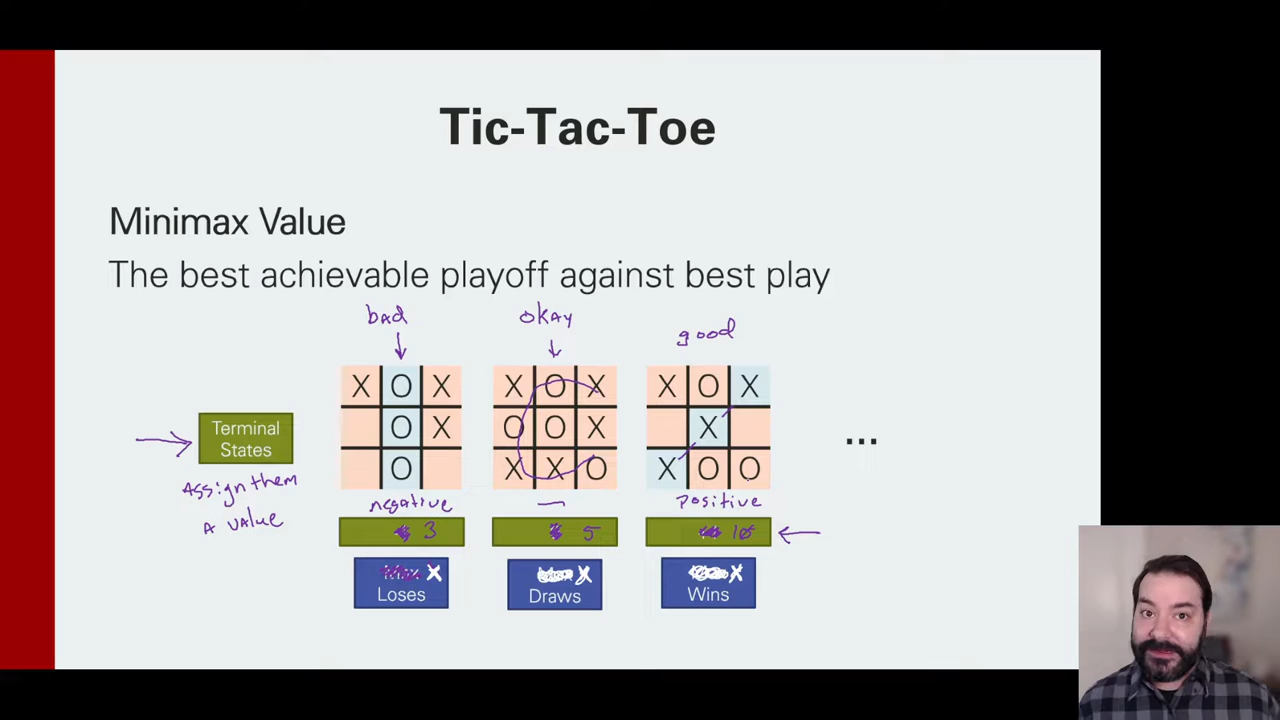 Tic-Tac-Toe
Minimax Value
The best achievable playoff against best play
bad
okay
good
X O X
O X
O
X O X
O O X
X X O
X O X
X
X O O
...
Terminal
States
Assign them
A value
negative
positive
3
5
10
X
Loses
X
Draws
X
Wins